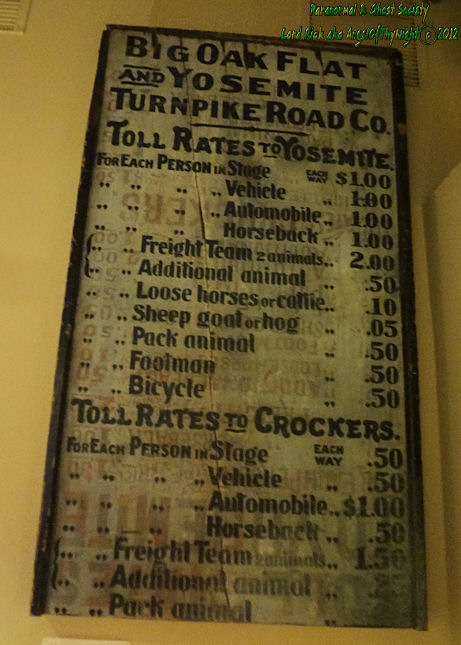 Paranormal & Ghost Society
Lord Rick aka AngelOfThyNight © 2012
BIG OAK FLAT
AND YOSEMITE
TURNPIKE ROAD CO.
TOLL RATES TO YOSEMITE.
FOR EACH PERSON IN Stage EACH WAY $1.00
,, ,, ,, ,, Vehicle ,, 1.00
,, ,, ,, ,, Automobile ,, 1.00
,, ,, ,, ,, Horseback ,, 1.00
,, ,, Freight Team 2 animals ,, 2.00
,, ,, Additional animal ,, .50
,, ,, Loose horses or cattle ,, .10
,, ,, Sheep goat or hog ,, .05
,, ,, Pack animal ,, .50
,, ,, Footman ,, .50
,, ,, Bicycle ,, .50
TOLL RATES TO CROCKERS.
FOR EACH PERSON IN Stage EACH WAY .50
,, ,, ,, ,, Vehicle ,, .50
,, ,, ,, ,, Automobile ,, $1.00
,, ,, ,, ,, Horseback ,, .50
,, ,, Freight Team 2 animals ,, 1.50
,, ,, Additional animal ,,
,, ,, Pack animal